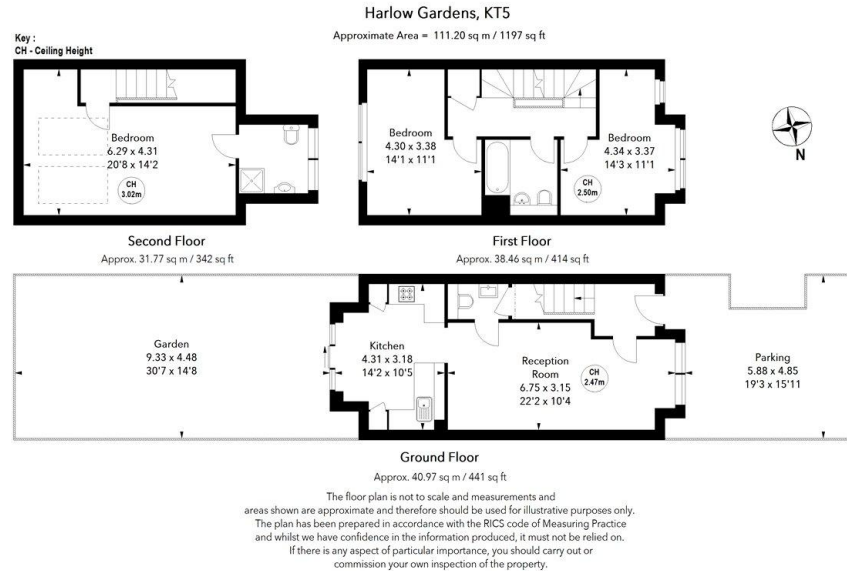 Harlow Gardens, KT5
Approximate Area = 111.20 sq m / 1197 sq ft
Key :
CH - Ceiling Height
Bedroom
6.29 x 4.31
20'8 x 14'2
CH
3.02m
Second Floor
Approx. 31.77 sq m / 342 sq ft
Bedroom
4.30 x 3.38
14'1 x 11'1
Bedroom
4.34 x 3.37
14'3 x 11'1
CH
2.50m
First Floor
Approx. 38.46 sq m / 414 sq ft
N
Garden
9.33 x 4.48
30'7 x 14'8
Kitchen
4.31 x 3.18
14'2 x 10'5
Reception
Room
6.75 x 3.15
22'2 x 10'4
CH
2.47m
Parking
5.88 x 4.85
19'3 x 15'11
Ground Floor
Approx. 40.97 sq m / 441 sq ft
The floor plan is not to scale and measurements and
areas shown are approximate and therefore should be used for illustrative purposes only.
The plan has been prepared in accordance with the RICS code of Measuring Practice
and whilst we have confidence in the information produced, it must not be relied on.
If there is any aspect of particular importance, you should carry out or
commission your own inspection of the property.